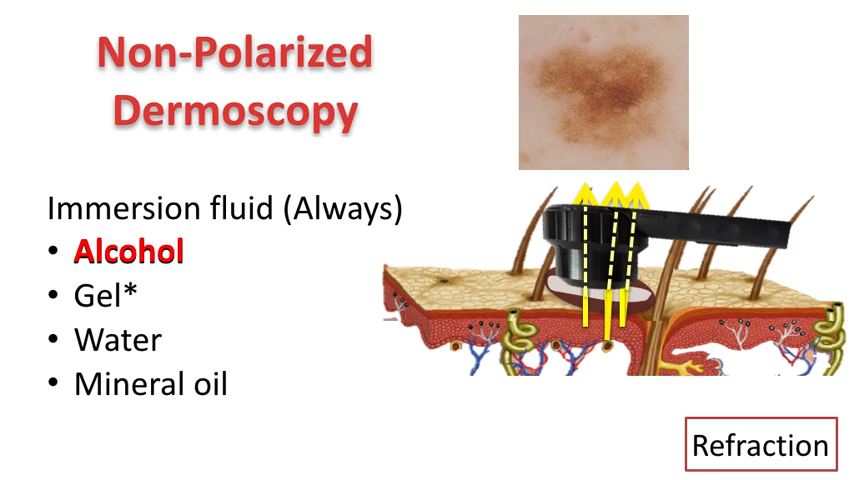 Non-Polarized
Dermoscopy
Immersion fluid (Always)
• Alcohol
• Gel*
• Water
• Mineral oil
Refraction